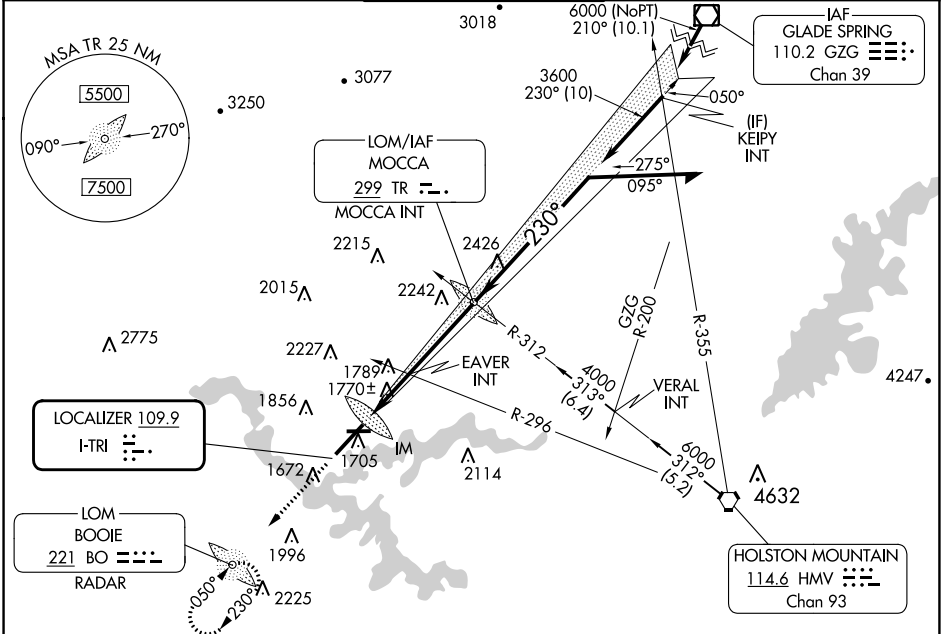 MSA TR 25 NM
5500
090°
270°
7500
3018
3077
3250
6000 (NoPT)
210° (10.1)
IAF
GLADE SPRING
110.2 GZG
Chan 39
3600
230° (10)
050°
(IF)
KEIPY
INT
LOM/IAF
MOCCA
299 TR
MOCCA INT
275°
095°
230°
2215
2426
2015
2242
2775
2227
1789
1770±
1856
EAVER
INT
R-312
GZG
R-200
R-355
4000
313°
(6.4)
VERAL
INT
4247
R-296
6000
312°
(5.2)
LOCALIZER 109.9
I-TRI
IM
1705
1672
2114
4632
LOM
BOOIE
221 BO
RADAR
1996
050°
230°
2225
HOLSTON MOUNTAIN
114.6 HMV
Chan 93